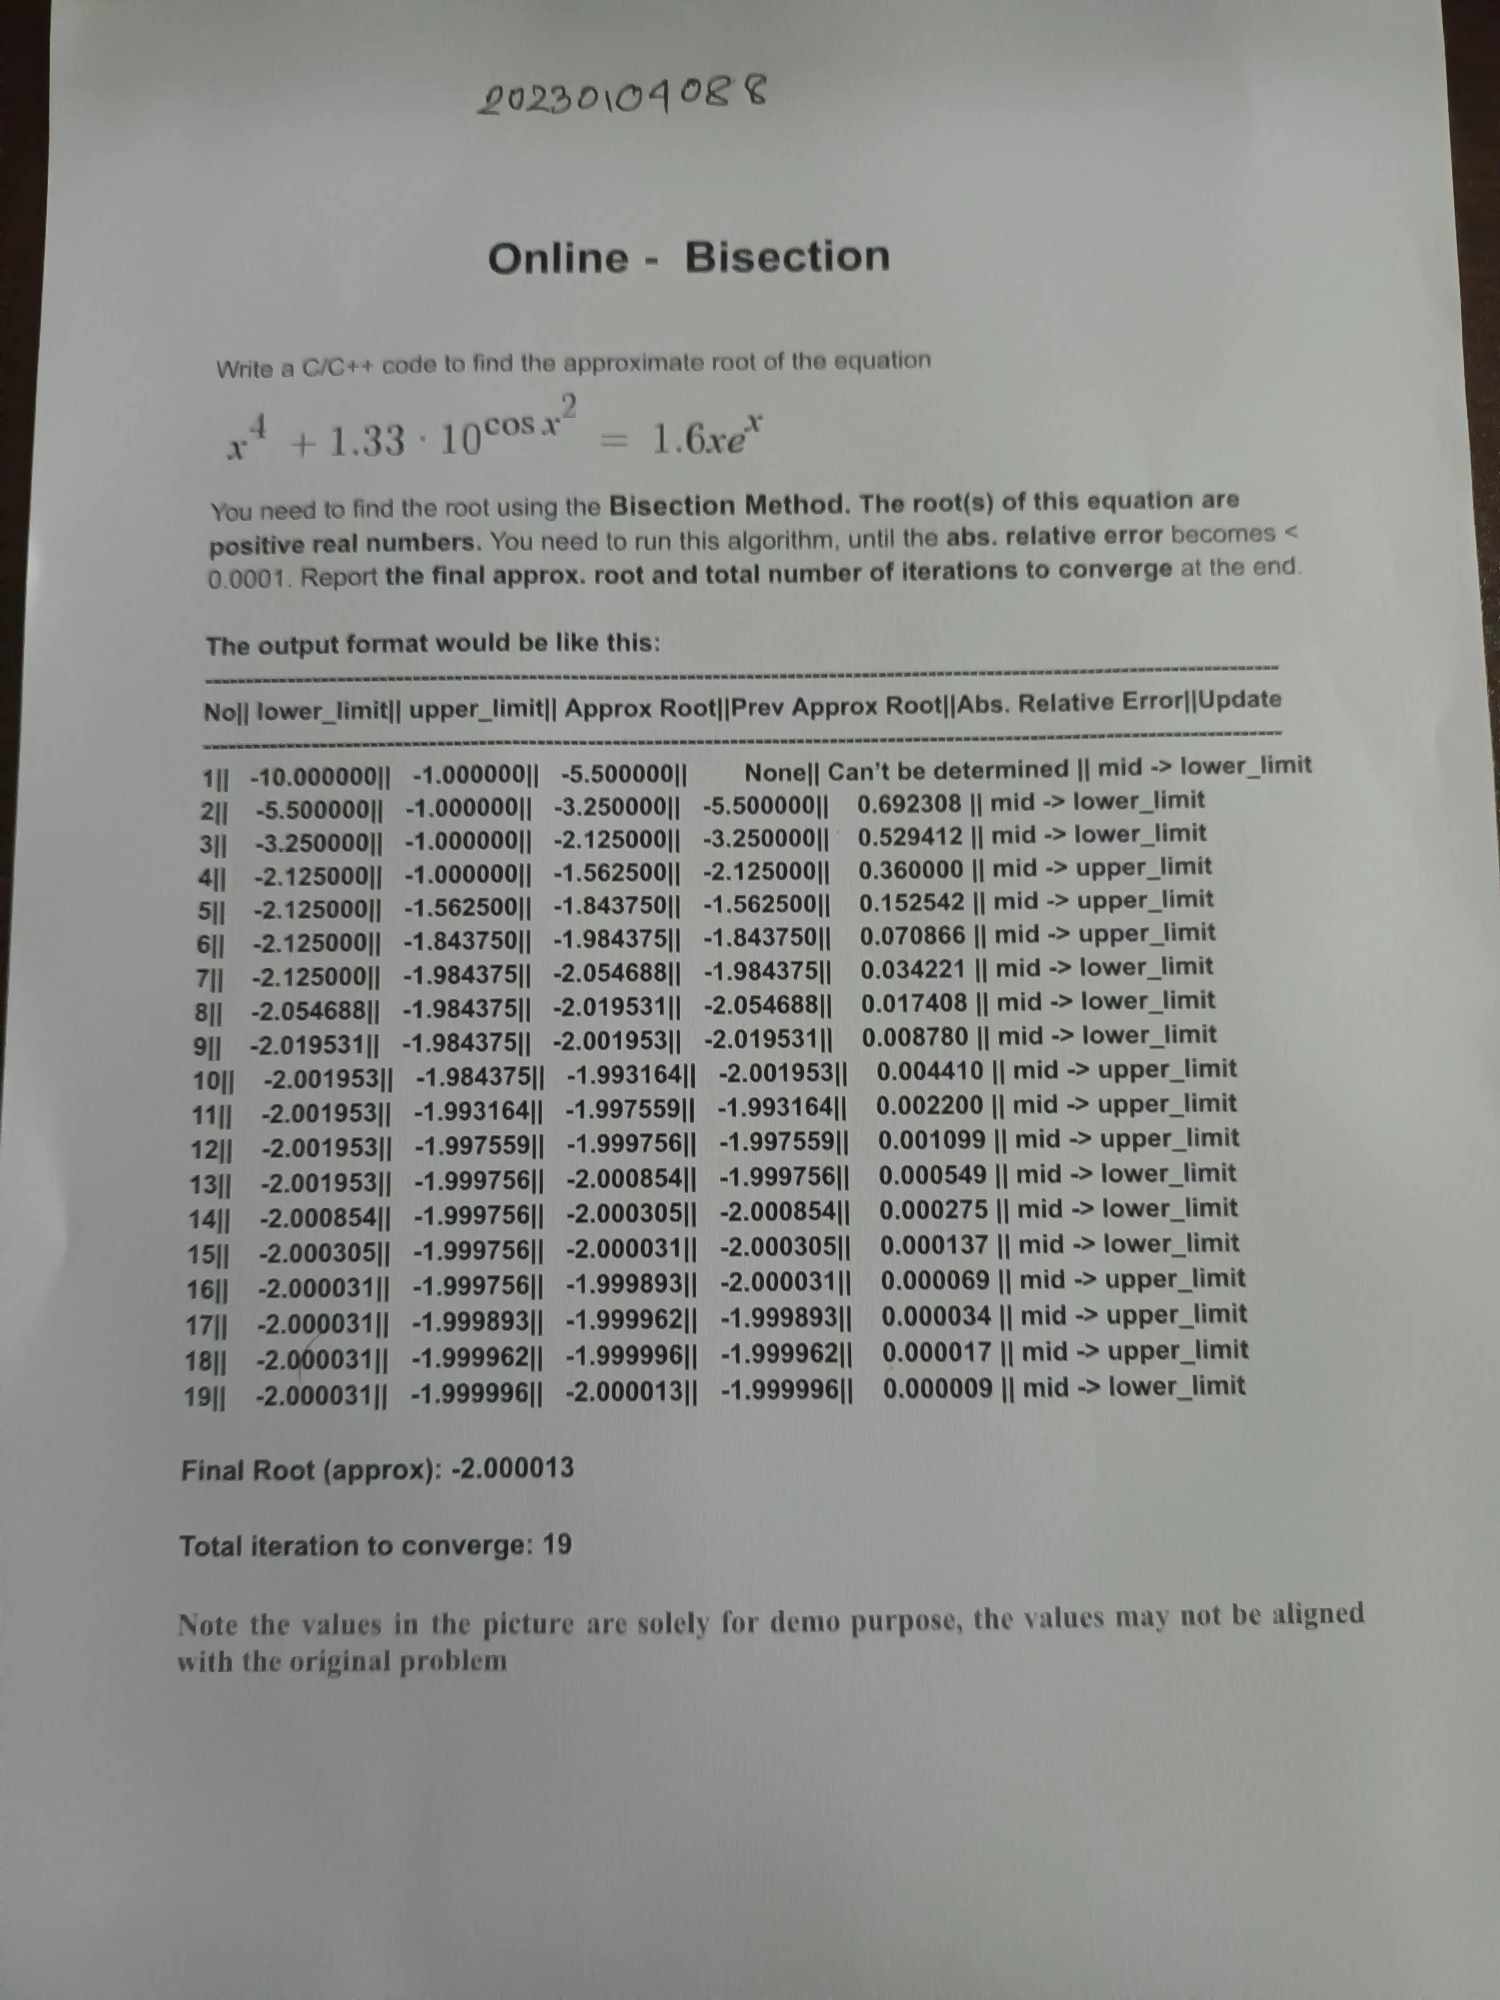 20230104088
Online - Bisection
Write a C/C++ code to find the approximate root of the equation
x^4 + 1.33 · 10^cos x^2 = 1.6xe^x
You need to find the root using the Bisection Method. The root(s) of this equation are
positive real numbers. You need to run this algorithm, until the abs. relative error becomes <
0.0001. Report the final approx. root and total number of iterations to converge at the end.
The output format would be like this:
No|| lower_limit|| upper_limit|| Approx Root||Prev Approx Root||Abs. Relative Error||Update
1|| -10.000000|| -1.000000|| -5.500000|| None|| Can't be determined || mid -> lower_limit
2|| -5.500000|| -1.000000|| -3.250000|| -5.500000|| 0.692308 || mid -> lower_limit
3|| -3.250000|| -1.000000|| -2.125000|| -3.250000|| 0.529412 || mid -> lower_limit
4|| -2.125000|| -1.000000|| -1.562500|| -2.125000|| 0.360000 || mid -> upper_limit
5|| -2.125000|| -1.562500|| -1.843750|| -1.562500|| 0.152542 || mid -> upper_limit
6|| -2.125000|| -1.843750|| -1.984375|| -1.843750|| 0.070866 || mid -> upper_limit
7|| -2.125000|| -1.984375|| -2.054688|| -1.984375|| 0.034221 || mid -> lower_limit
8|| -2.054688|| -1.984375|| -2.019531|| -2.054688|| 0.017408 || mid -> lower_limit
9|| -2.019531|| -1.984375|| -2.001953|| -2.019531|| 0.008780 || mid -> lower_limit
10|| -2.001953|| -1.984375|| -1.993164|| -2.001953|| 0.004410 || mid -> upper_limit
11|| -2.001953|| -1.993164|| -1.997559|| -1.993164|| 0.002200 || mid -> upper_limit
12|| -2.001953|| -1.997559|| -1.999756|| -1.997559|| 0.001099 || mid -> upper_limit
13|| -2.001953|| -1.999756|| -2.000854|| -1.999756|| 0.000549 || mid -> lower_limit
14|| -2.000854|| -1.999756|| -2.000305|| -2.000854|| 0.000275 || mid -> lower_limit
15|| -2.000305|| -1.999756|| -2.000031|| -2.000305|| 0.000137 || mid -> lower_limit
16|| -2.000031|| -1.999756|| -1.999893|| -2.000031|| 0.000069 || mid -> upper_limit
17|| -2.000031|| -1.999893|| -1.999962|| -1.999893|| 0.000034 || mid -> upper_limit
18|| -2.000031|| -1.999962|| -1.999996|| -1.999962|| 0.000017 || mid -> upper_limit
19|| -2.000031|| -1.999996|| -2.000013|| -1.999996|| 0.000009 || mid -> lower_limit
Final Root (approx): -2.000013
Total iteration to converge: 19
Note the values in the picture are solely for demo purpose, the values may not be aligned
with the original problem